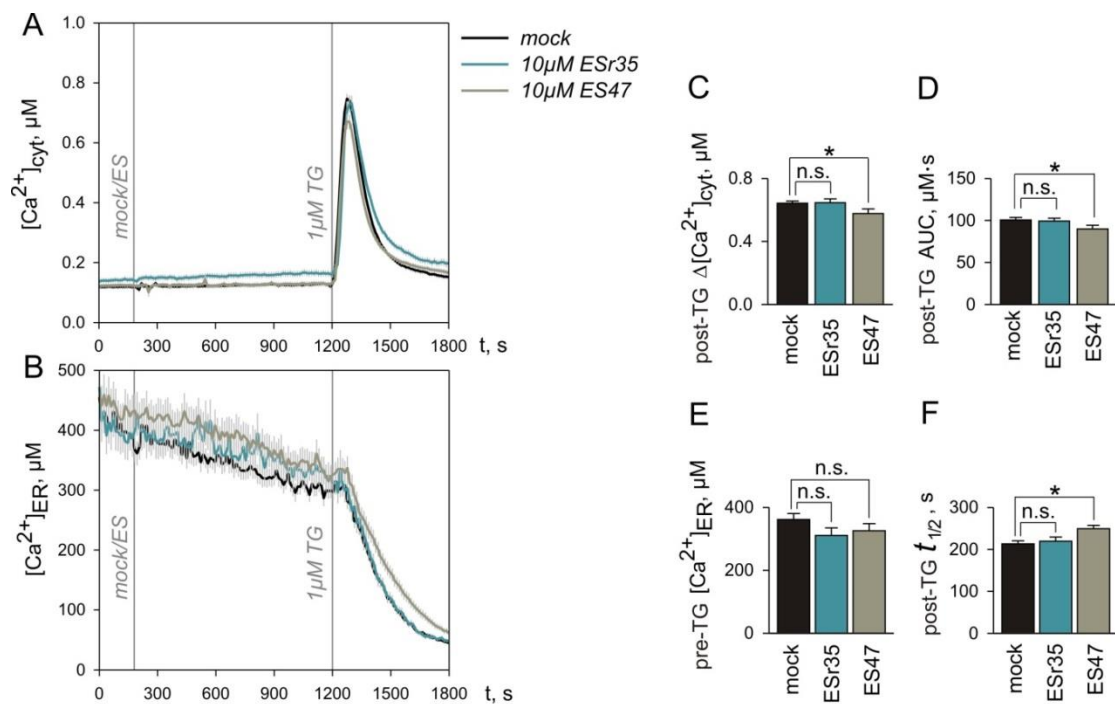 A
mock
10µM ESr35
10µM ES47
[Ca2+]cyt, µM
1.0
0.8
0.6
0.4
0.2
0.0
mock/ES
1µM TG
0 300 600 900 1200 1500 1800
t, s
B
[Ca2+]ER, µM
500
400
300
200
100
0
mock/ES
1µM TG
0 300 600 900 1200 1500 1800
t, s
C
post-TG Δ[Ca2+]cyt, µM
0.8
0.4
0.0
n.s.
*
mock
ESr35
ES47
D
post-TG AUC, µM·s
150
100
50
0
n.s.
*
mock
ESr35
ES47
E
pre-TG [Ca2+]ER, µM
400
200
0
n.s.
n.s.
mock
ESr35
ES47
F
post-TG t1/2, s
300
200
100
0
n.s.
*
mock
ESr35
ES47